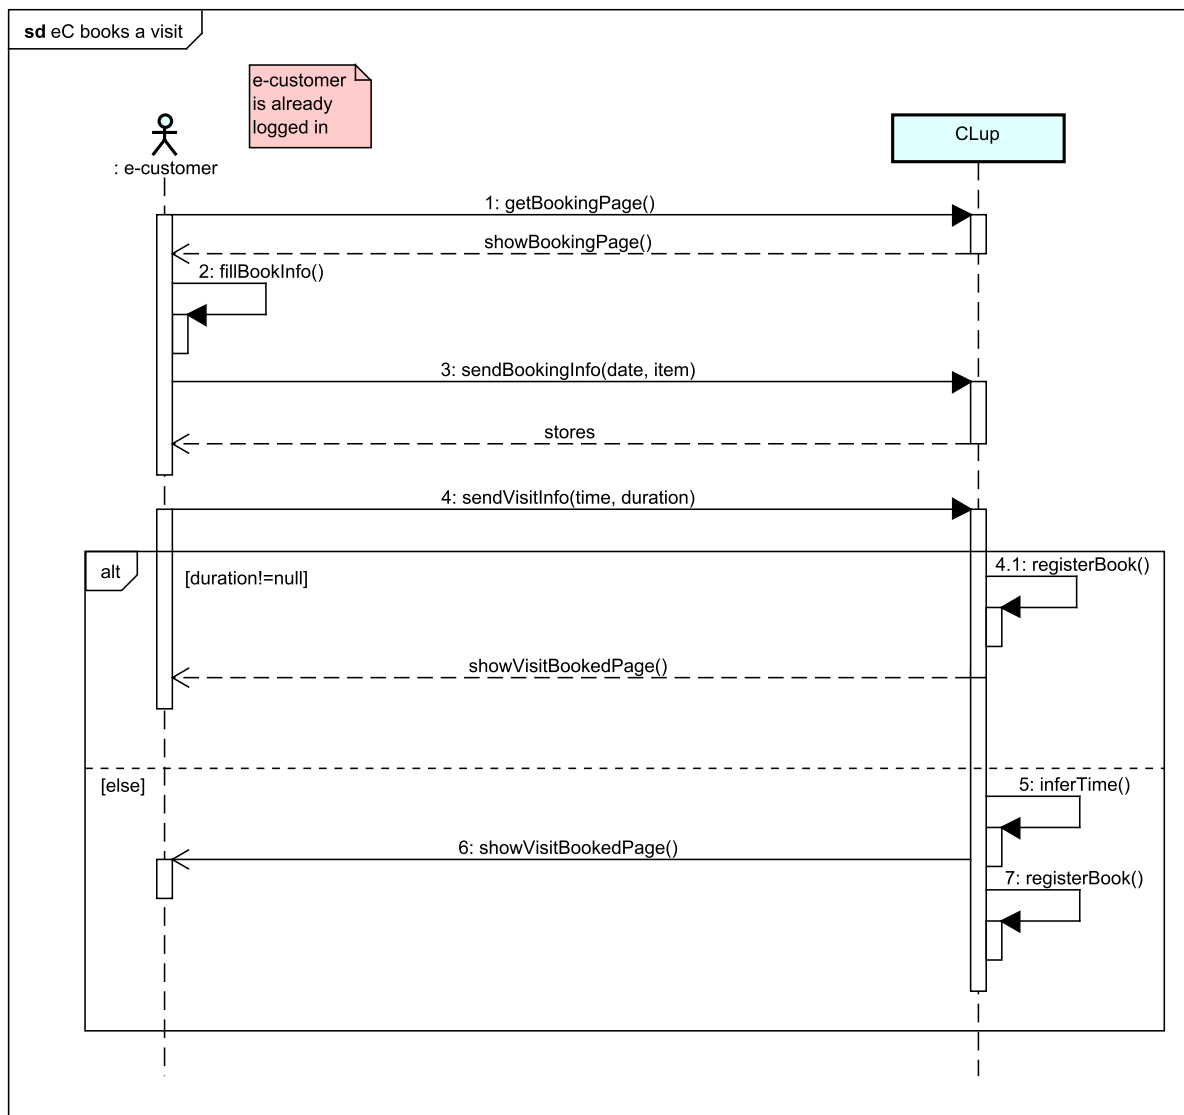 sd eC books a visit
e-customer
is already
logged in
: e-customer
CLup
1: getBookingPage()
showBookingPage()
2: fillBookInfo()
3: sendBookingInfo(date, item)
stores
4: sendVisitInfo(time, duration)
alt
[duration!=null]
4.1: registerBook()
showVisitBookedPage()
[else]
5: inferTime()
6: showVisitBookedPage()
7: registerBook()